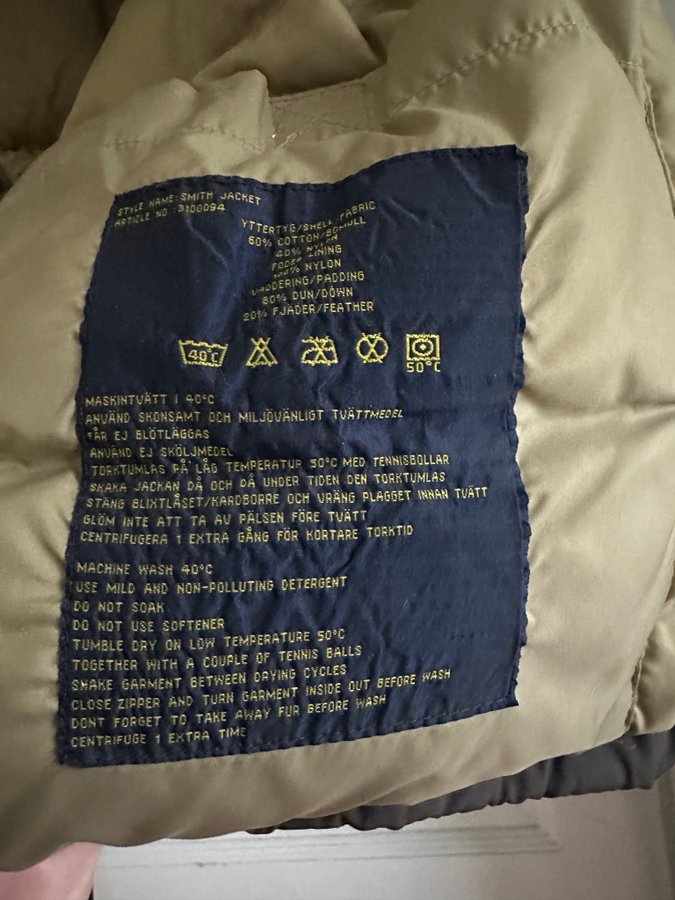 STYLE NAME: SMITH JACKET
ARTICLE NO :3100094
YTTERTYG/SHELL FABRIC
60% COTTON/BOMULL
40% NYLON
FODER LINING
100% NYLON
VADDERING/PADDING
80% DUN/DOWN
20% FJÄDER/FEATHER
40°C
50°C
MASKINTVÄTT I 40°C
ANVÄND SKONSAMT OCH MILJÖVÄNLIGT TVÄTTMEDEL
FÅR EJ BLÖTLÄGGAS
ANVÄND EJ SKÖLJMEDEL
TORKTUMLAS PÅ LÅG TEMPERATUR 50°C MED TENNISBOLLAR
SKAKA JACKAN DÅ OCH DÅ UNDER TIDEN DEN TORKTUMLAS
STÄNG BLIXTLÅSET/KARDBORRE OCH VRÄNG PLAGGET INNAN TVÄTT
GLÖM INTE ATT TA AV PÄLSEN FÖRE TVÄTT
CENTRIFUGERA 1 EXTRA GÅNG FÖR KORTARE TORKTID
MACHINE WASH 40°C
USE MILD AND NON-POLLUTING DETERGENT
DO NOT SOAK
DO NOT USE SOFTENER
TUMBLE DRY ON LOW TEMPERATURE 50°C
TOGETHER WITH A COUPLE OF TENNIS BALLS
SHAKE GARMENT BETWEEN DRYING CYCLES
CLOSE ZIPPER AND TURN GARMENT INSIDE OUT BEFORE WASH
DONT FORGET TO TAKE AWAY FUR BEFORE WASH
CENTRIFUGE 1 EXTRA TIME